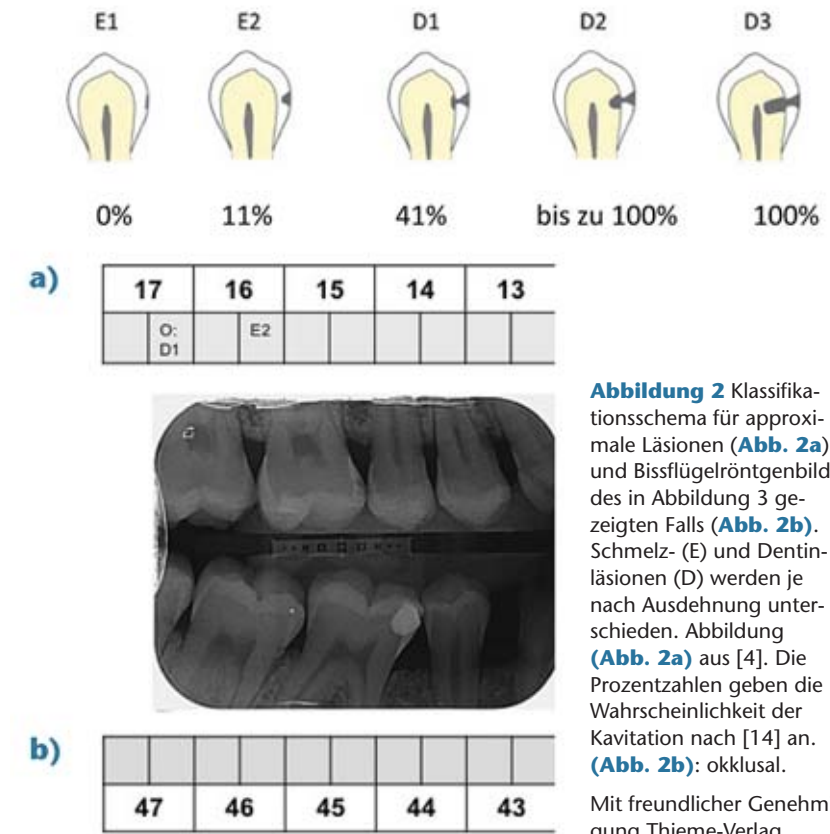 E1 E2 D1 D2 D3
0% 11% 41% bis zu 100% 100%
a)
17 16 15 14 13
O: E2
D1
Abbildung 2 Klassifika-
tionsschema für approxi-
male Läsionen (Abb. 2a)
und Bissflügelröntgenbild
des in Abbildung 3 ge-
zeigten Falls (Abb. 2b).
Schmelz- (E) und Dentin-
läsionen (D) werden je
nach Ausdehnung unter-
schieden. Abbildung
(Abb. 2a) aus [4]. Die
Prozentzahlen geben die
Wahrscheinlichkeit der
Kavitation nach [14] an.
(Abb. 2b): okklusal.
Mit freundlicher Genehm
gung Thieme-Verlag
b)
47 46 45 44 43